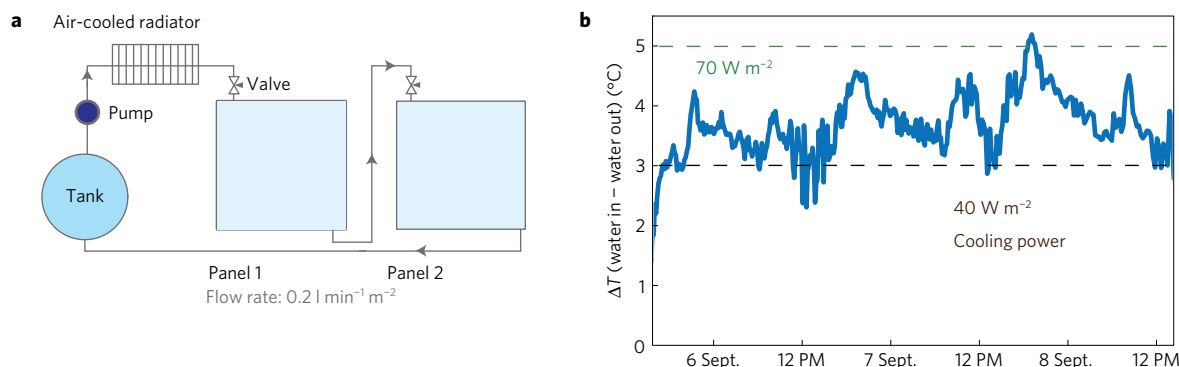 a
Air-cooled radiator
Valve
Pump
Tank
Panel 1
Panel 2
Flow rate: 0.2 l min⁻¹ m⁻²
b
ΔT (water in – water out) (°C)
5
4
3
2
1
0
70 W m⁻²
40 W m⁻²
Cooling power
6 Sept.
12 PM
7 Sept.
12 PM
8 Sept.
12 PM